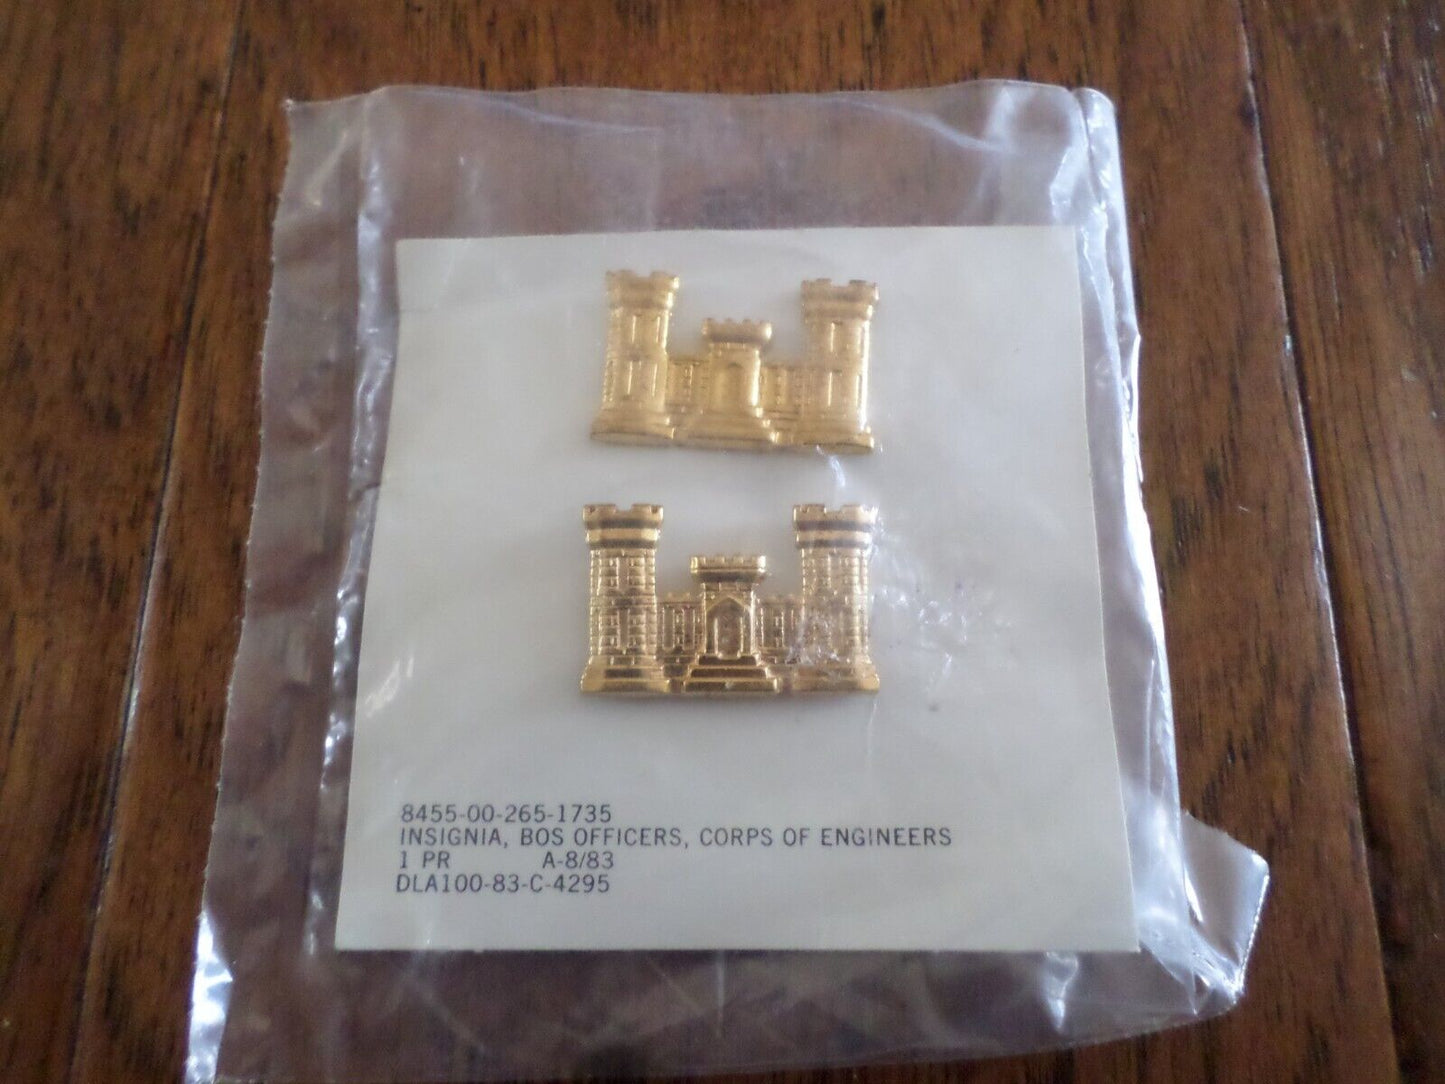 8455-00-265-1735
INSIGNIA, BOS OFFICERS, CORPS OF ENGINEERS
1 PR A-8/83
DLA100-83-C-4295